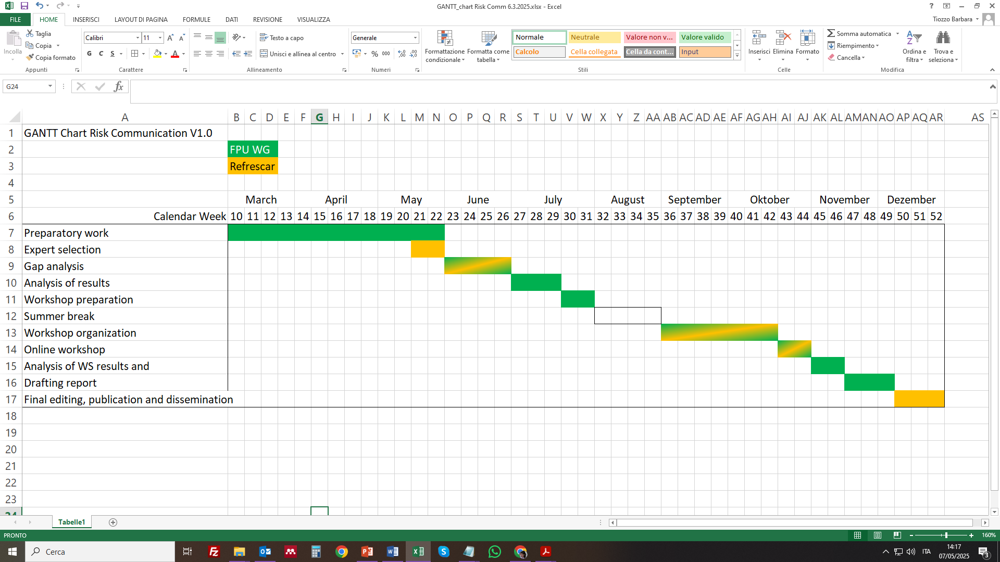 GANTT_chart Risk Comm 6.3.2025.xlsx - Excel
FILE HOME INSERISCI LAYOUT DI PAGINA FORMULE DATI REVISIONE VISUALIZZA Tiozzo Barbara
Incolla
Taglia
Copia
Copia formato
Appunti
Calibri 11
G C S
Carattere
Testo a capo
Unisci e allinea al centro
Allineamento
Generale
% 000
Numeri
Formattazione condizionale
Formatta come tabella
Normale Neutrale Valore non v... Valore valido
Calcolo Cella collegata Cella da cont... Input
Stili
Inserisci Elimina Formato
Celle
Somma automatica
Riempimento
Cancella
Ordina e filtra
Trova e seleziona
Modifica
G24
fx
A B C D E F G H I J K L M N O P Q R S T U V W X Y Z AA AB AC AD AE AF AG AH AI AJ AK AL AM AN AO AP AQ AR AS
1 GANTT Chart Risk Communication V1.0
2 FPU WG
3 Refrescar
4
5 March April May June July August September Oktober November Dezember
6 Calendar Week 10 11 12 13 14 15 16 17 18 19 20 21 22 23 24 25 26 27 28 29 30 31 32 33 34 35 36 37 38 39 40 41 42 43 44 45 46 47 48 49 50 51 52
7 Preparatory work
8 Expert selection
9 Gap analysis
10 Analysis of results
11 Workshop preparation
12 Summer break
13 Workshop organization
14 Online workshop
15 Analysis of WS results and
16 Drafting report
17 Final editing, publication and dissemination
18
19
20
21
22
23
24
Tabelle1
PRONTO 160%
Cerca
ITA
14:17
07/05/2025
3